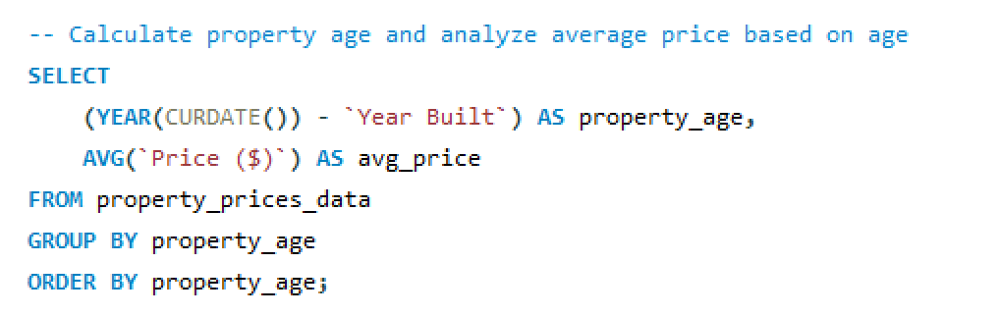 -- Calculate property age and analyze average price based on age
SELECT
    (YEAR(CURDATE()) - `Year Built`) AS property_age,
    AVG(`Price ($)`) AS avg_price
FROM property_prices_data
GROUP BY property_age
ORDER BY property_age;